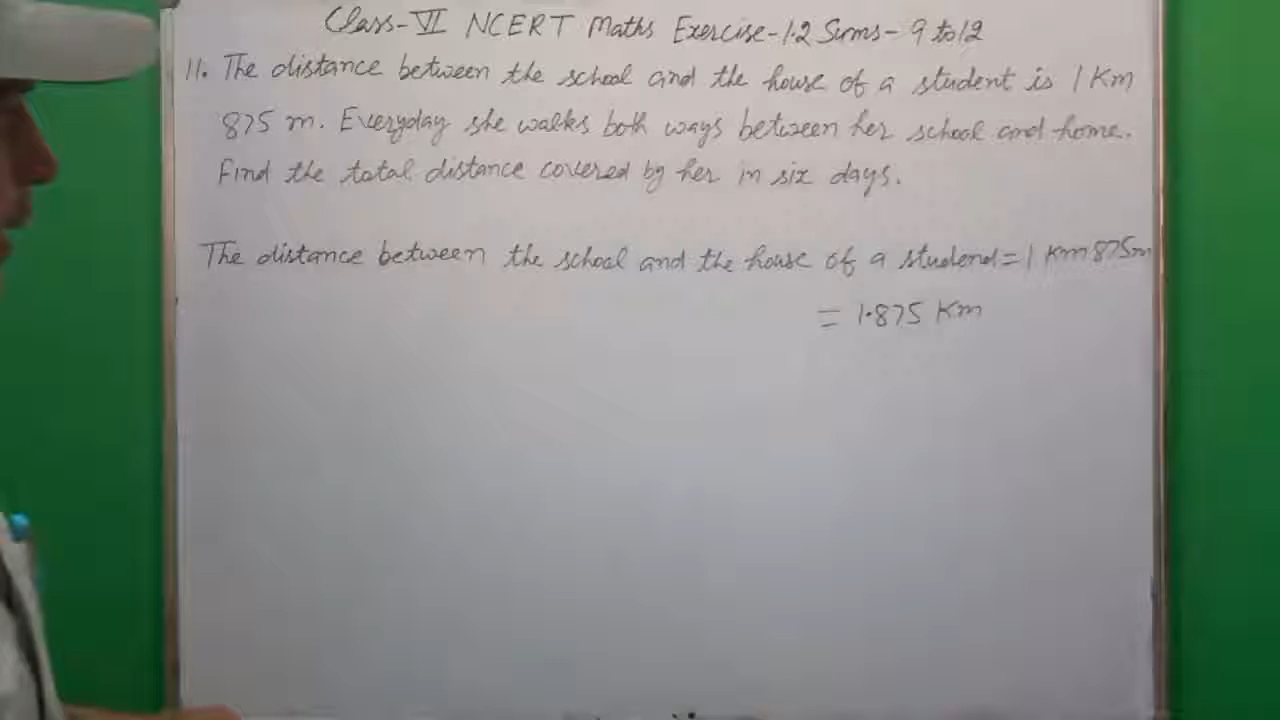 Class-VI NCERT Maths Exercise-1.2 Sums-9 to 12
11. The distance between the school and the house of a student is 1 Km
875 m. Everyday she walks both ways between her school and home.
Find the total distance covered by her in six days.
The distance between the school and the house of a studend=1 Km 875m
= 1.875 Km